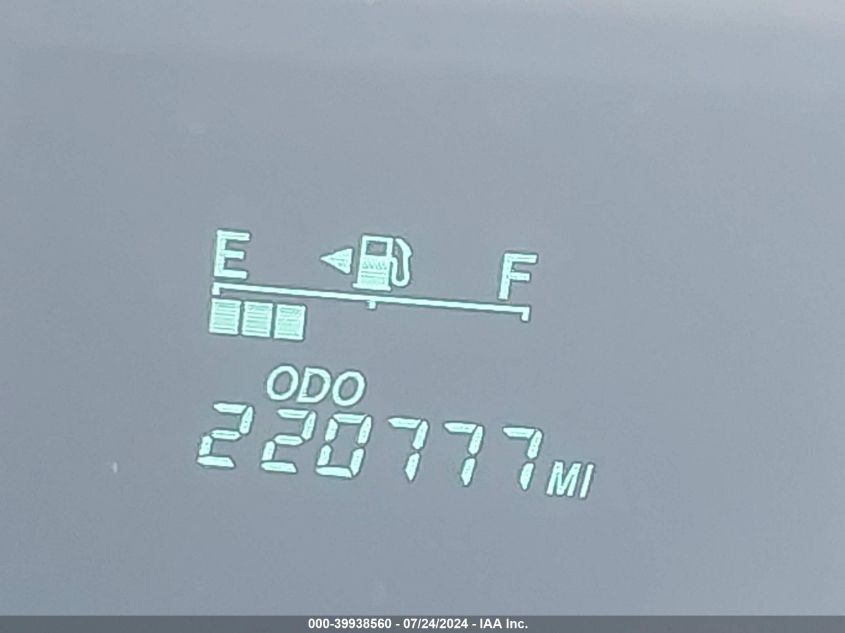 E F
ODO
220777 MI
000-39938560 - 07/24/2024 - IAA Inc.